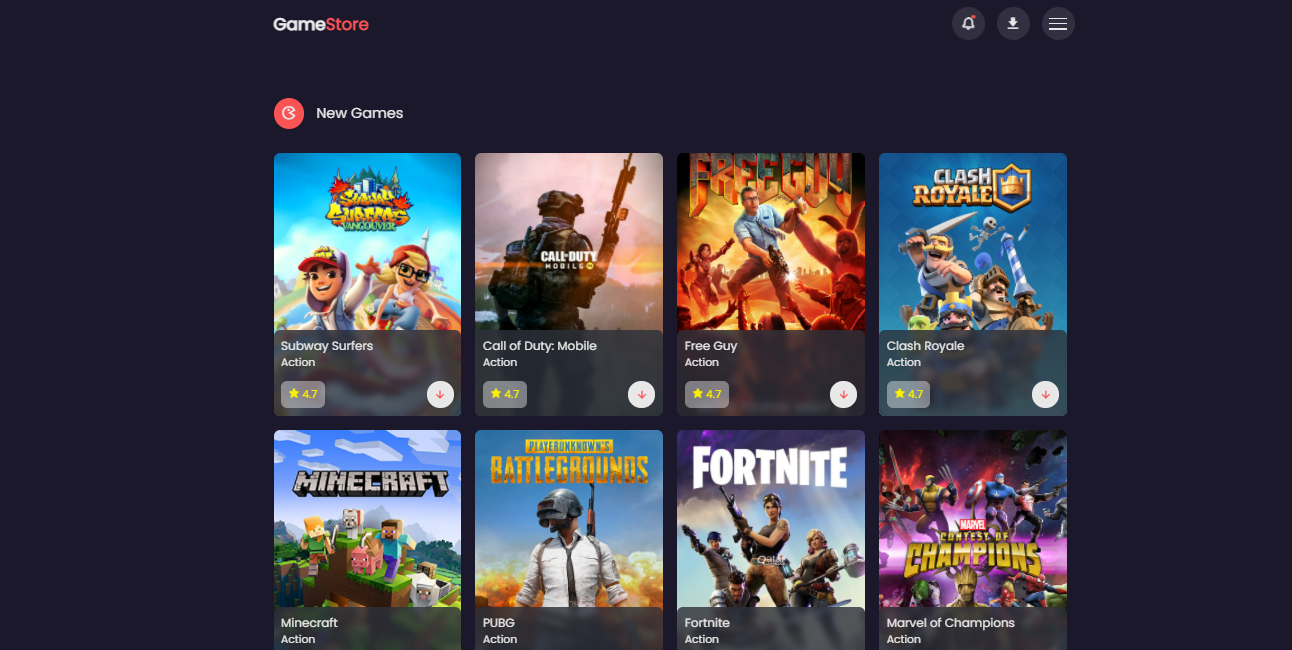 GameStore
New Games
SUBWAY
SURFERS
VANCOUVER
CALL OF DUTY
MOBILE
FREE GUY
CLASH
ROYALE
Subway Surfers
Action
4.7
Call of Duty: Mobile
Action
4.7
Free Guy
Action
4.7
Clash Royale
Action
4.7
MINECRAFT
PLAYERUNKNOWN'S
BATTLEGROUNDS
FORTNITE
Qatar
MARVEL
CONTEST OF
CHAMPIONS
Minecraft
Action
PUBG
Action
Fortnite
Action
Marvel of Champions
Action